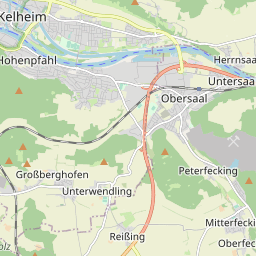 Kelheim
Hohenpfahl
Herrnsaa
Untersaa
Obersaal
Großberghofen
Peterfecking
Unterwendling
Mitterfeck
Reißing
Oberfec